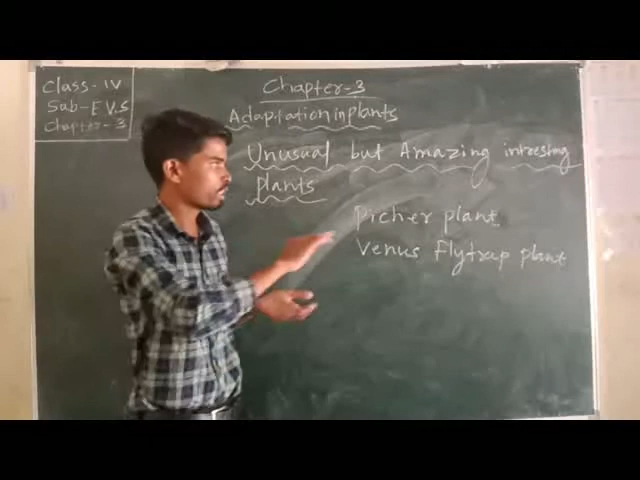 Class-IV
Sub-E V.S
Chapter-3
Chapter-3
Adaptation in plants
Unusual but Amazing intresting
plants
Picher plant
Venus flytrap plant